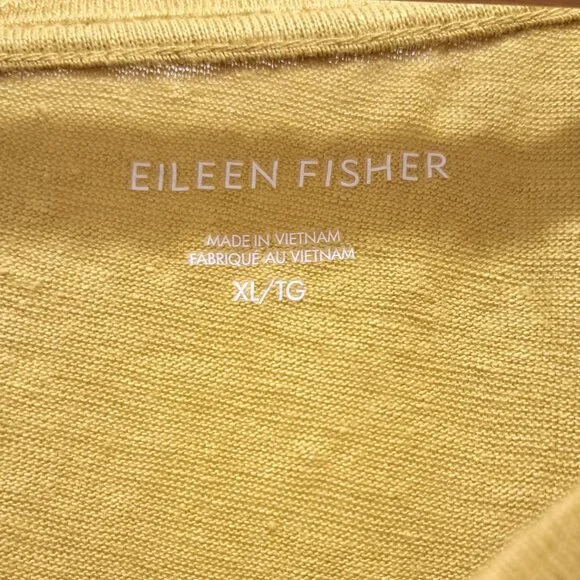 EILEEN FISHER
MADE IN VIETNAM
FABRIQUÉ AU VIETNAM
XL/TG